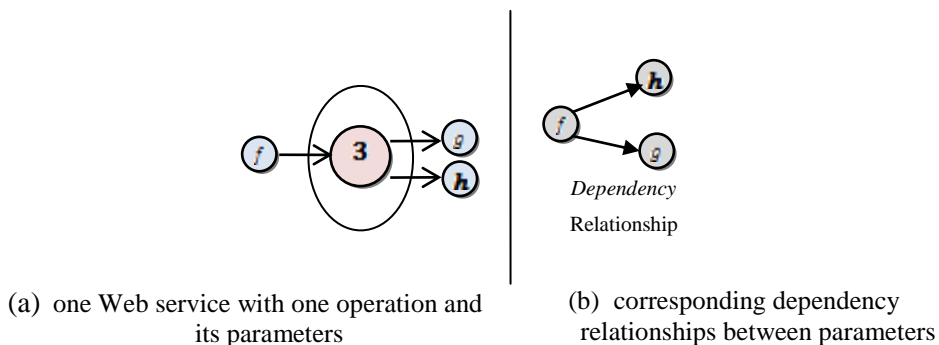 f
3
g
h
(a) one Web service with one operation and
its parameters
h
f
g
Dependency
Relationship
(b) corresponding dependency
relationships between parameters